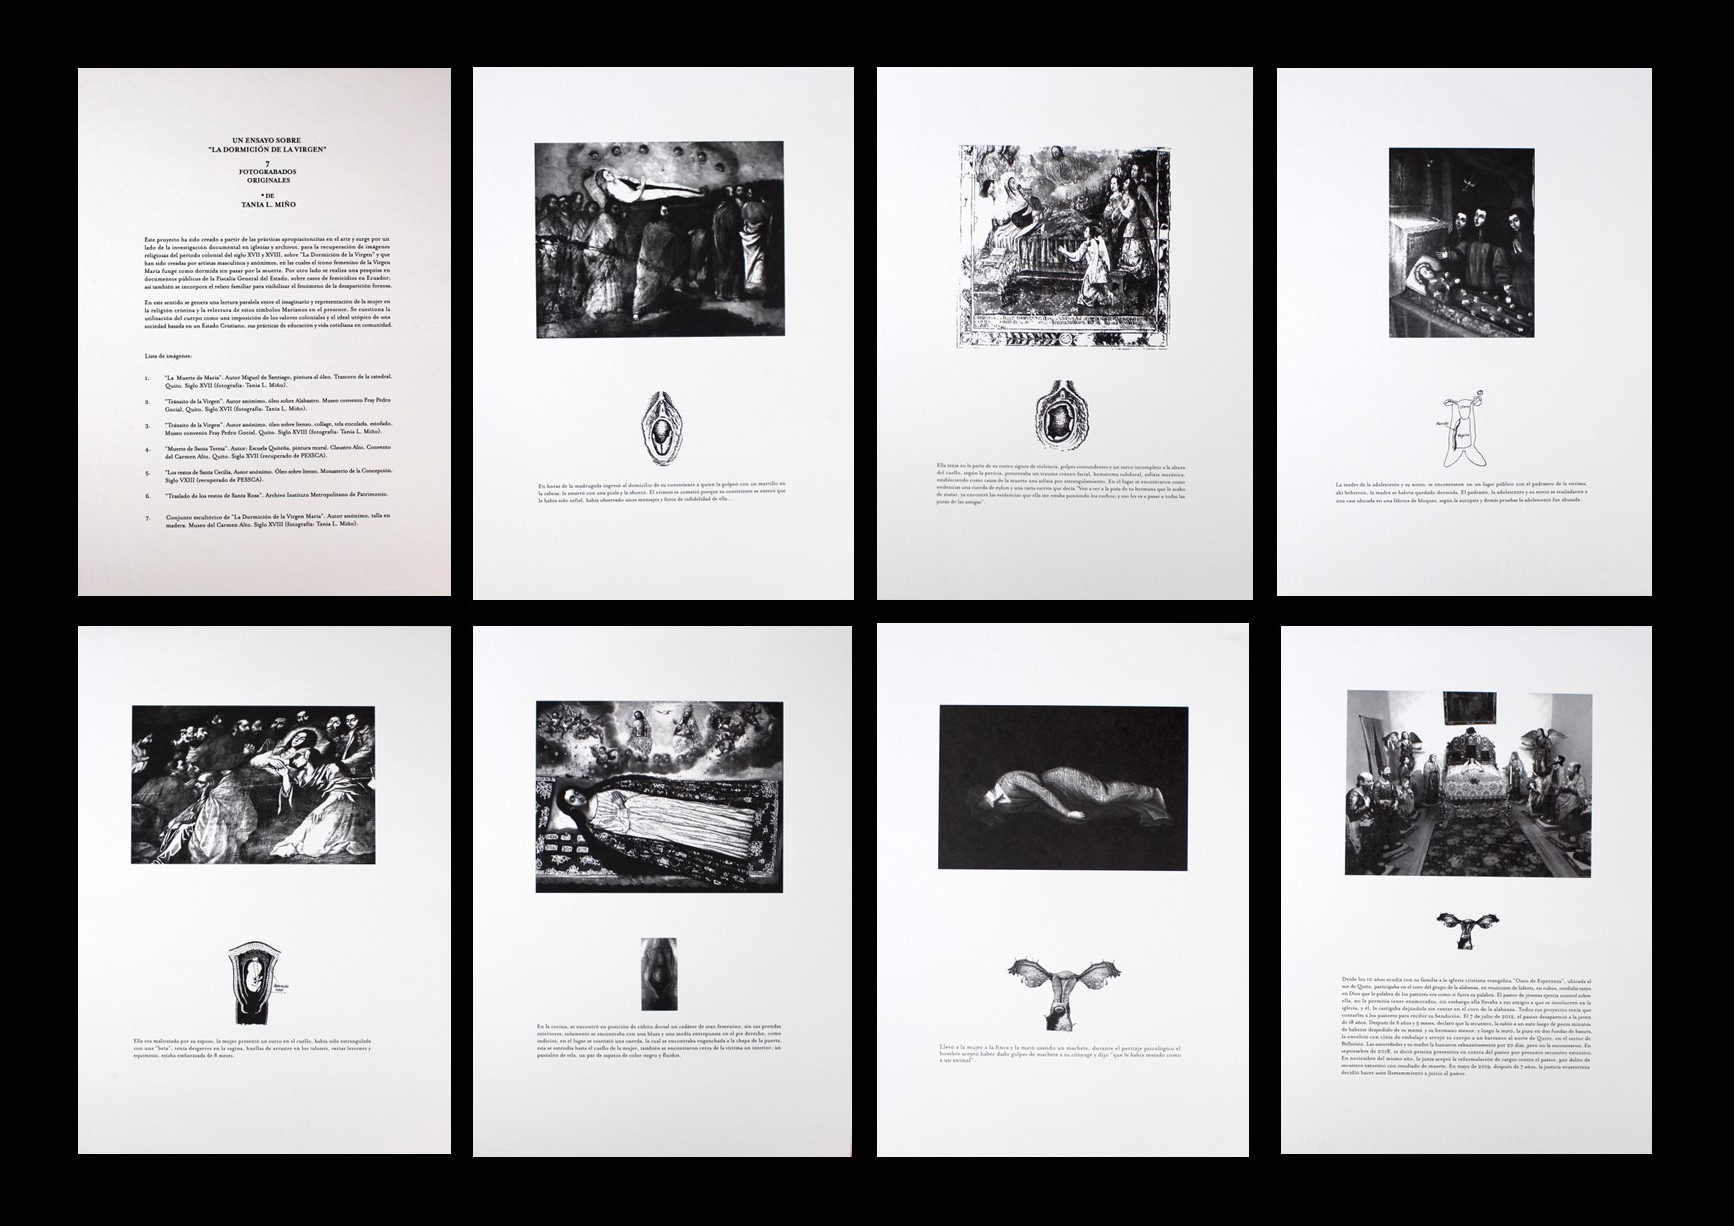 UN ENSAYO SOBRE
"LA DORMICIÓN DE LA VIRGEN"
7
FOTOGRABADOS
ORIGINALES
* DE
TANIA L. MIÑO
Este proyecto ha sido creado a partir de las prácticas apropiacioncitas en el arte y surge por un
lado de la investigación documental en iglesias y archivos, para la recuperación de imágenes
religiosas del periodo colonial del siglo XVII y XVIII, sobre "La Dormición de la Virgen" y que
han sido creadas por artistas masculinos y anónimos, en las cuales el ícono femenino de la Virgen
María funge como dormida sin pasar por la muerte. Por otro lado se realiza una pesquisa en
documentos públicos de la Fiscalía General del Estado, sobre casos de femicidios en Ecuador;
así también se incorpora el relato familiar para visibilizar el fenómeno de la desaparición forzosa.
En este sentido se genera una lectura paralela entre el imaginario y representación de la mujer en
la religión cristina y la relectura de estos símbolos Marianos en el presente. Se cuestiona la
utilización del cuerpo como una imposición de los valores coloniales y el ideal utópico de una
sociedad basada en un Estado Cristiano, sus prácticas de educación y vida cotidiana en comunidad.
Lista de imágenes:
1. "La Muerte de María". Autor Miguel de Santiago, pintura al óleo. Trascoro de la catedral,
Quito. Siglo XVII (fotografía: Tania L. Miño).
2. "Tránsito de la Virgen". Autor anónimo, óleo sobre Alabastro. Museo convento Fray Pedro
Gocial, Quito. Siglo XVII (fotografía: Tania L. Miño).
3. "Tránsito de la Virgen". Autor anónimo, óleo sobre lienzo, collage, tela encolada, estofado.
Museo convento Fray Pedro Gocial, Quito. Siglo XVIII (fotografía: Tania L. Miño).
4. "Muerte de Santa Teresa". Autor: Escuela Quiteña, pintura mural. Claustro Alto, Convento
del Carmen Alto, Quito. Siglo XVII (recuperado de PESSCA).
5. "Los restos de Santa Cecilia, Autor anónimo. Óleo sobre lienzo. Monasterio de la Concepción.
Siglo VXIII (recuperado de PESSCA).
6. "Traslado de los restos de Santa Rosa". Archivo Instituto Metropolitano de Patrimonio.
7. Conjunto escultórico de "La Dormición de la Virgen María". Autor anónimo, talla en
madera. Museo del Carmen Alto. Siglo XVIII (fotografía: Tania L. Miño).
En horas de la madrugada ingresó al domicilio de su conviviente a quien la golpeó con un martillo en
la cabeza, la amarro con una piola y la ahorcó. El crimen se cometió porque su conviviente se enteró que
le había sido infiel, había observado unos mensajes y fotos de infidelidad de ella...
Ella tenía en la parte de su rostro signos de violencia, golpes contundentes y un surco incompleto a la altura
del cuello, según la pericia, presentaba un trauma cráneo facial, hematoma subdural, asfixia mecánica,
estableciendo como causa de la muerte una asfixia por estrangulamiento. En el lugar se encontraron como
evidencias una cuerda de nylon y una carta escrita que decía "Ven a ver a la puta de tu hermana que le acabo
de matar, ya encontré las evidencias que ella me estaba poniendo los cachos; y eso les va a pasar a todas las
putas de las amigas".
La madre de la adolescente y su novio, se encontraron en un lugar público con el padrastro de la víctima,
ahí bebieron, la madre se habría quedado dormida. El padrastro, la adolescente y su novio se trasladaron a
una casa ubicada en una fábrica de bloques, según la autopsia y demás pruebas la adolescente fue abusada.
Ella era maltratada por su esposo, la mujer presentó un surco en el cuello, había sido estrangulada
con una "beta", tenía desgarres en la vagina, huellas de arrastre en los talones, varias lesiones y
equimosis. estaba embarazada de 8 meses.
En la cocina, se encontró en posición de cúbito dorsal un cadáver de sexo femenino, sin sus prendas
interiores, solamente se encontraba con una blusa y una media entrepuesta en el pie derecho, como
indicios, en el lugar se constató una cuerda, la cual se encontraba enganchada a la chapa de la puerta,
esta se extendía hasta el cuello de la mujer, también se encontraron cerca de la víctima un interior, un
pantalón de tela, un par de zapatos de color negro y fluidos.
Llevó a la mujer a la finca y la mató usando un machete, durante el peritaje psicológico el
hombre aceptó haber dado golpes de machete a su cónyuge y dijo "que le había matado como
a un animal".
Desde los 10 años acudía con su familia a la iglesia cristiana evangélica "Oasis de Esperanza", ubicada al
sur de Quito, participaba en el coro del grupo de la alabanza, en reuniones de líderes, en cultos, confiaba tanto
en Dios que la palabra de los pastores era como si fuera su palabra. El pastor de jóvenes ejercía control sobre
ella, no le permitía tener enamorados, sin embargo ella llevaba a sus amigos a que se involucren en la
iglesia, y él, la castigaba dejándola sin cantar en el coro de la alabanza. Todos sus proyectos tenía que
contarles a los pastores para recibir su bendición. El 7 de julio de 2012, el pastor desapareció a la joven
de 18 años. Después de 6 años y 5 meses, declaró que la secuestró, la subió a un auto luego de pocos minutos
de haberse despedido de su mamá y su hermano menor, y luego la mató, la puso en dos fundas de basura,
la envolvió con cinta de embalaje y arrojó su cuerpo a un barranco al norte de Quito, en el sector de
Bellavista. Las autoridades y su madre la buscaron exhaustivamente por 20 días, pero no la encontraron. En
septiembre de 2018, se dictó prisión preventiva en contra del pastor por presunto secuestro extorsivo.
En noviembre del mismo año, la jueza aceptó la reformulación de cargos contra el pastor, por delito de
secuestro extorsivo con resultado de muerte. En mayo de 2019, después de 7 años, la justicia ecuatoriana
decidió hacer auto llamammiento a juicio al pastor.